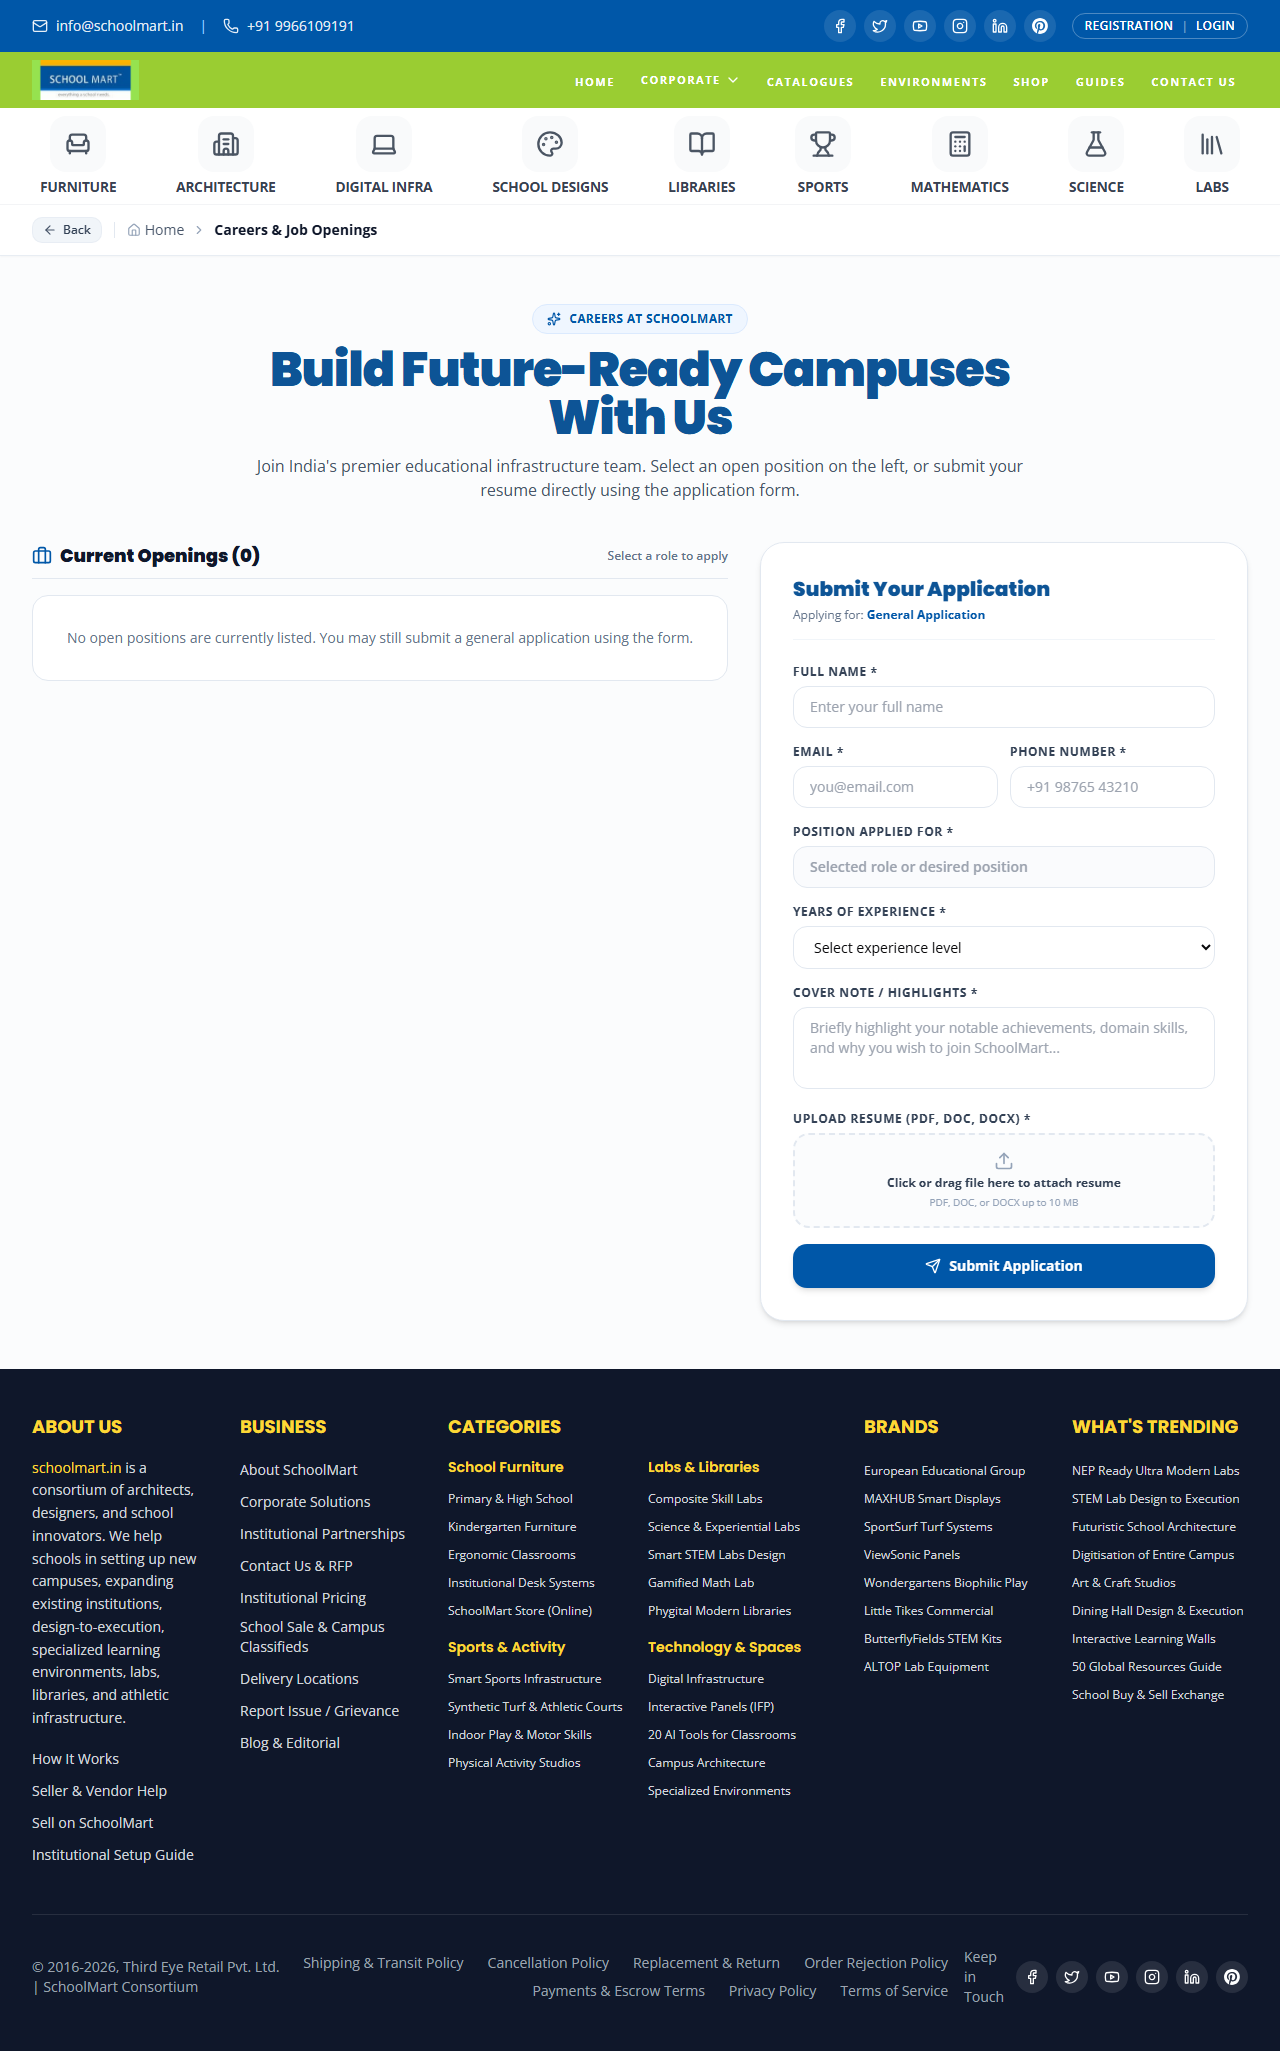 info@schoolmart.in | +91 9966109191
REGISTRATION | LOGIN
SCHOOL MART
HOME CORPORATE CATALOGUES ENVIRONMENTS SHOP GUIDES CONTACT US
FURNITURE ARCHITECTURE DIGITAL INFRA SCHOOL DESIGNS LIBRARIES SPORTS MATHEMATICS SCIENCE LABS
Back Home Careers & Job Openings
CAREERS AT SCHOOLMART
Build Future-Ready Campuses
With Us
Join India's premier educational infrastructure team. Select an open position on the left, or submit your
resume directly using the application form.
Current Openings (0)
Select a role to apply
No open positions are currently listed. You may still submit a general application using the form.
Submit Your Application
Applying for: General Application
FULL NAME *
Enter your full name
EMAIL * PHONE NUMBER *
you@email.com +91 98765 43210
POSITION APPLIED FOR *
Selected role or desired position
YEARS OF EXPERIENCE *
Select experience level
COVER NOTE / HIGHLIGHTS *
Briefly highlight your notable achievements, domain skills,
and why you wish to join SchoolMart...
UPLOAD RESUME (PDF, DOC, DOCX) *
Click or drag file here to attach resume
PDF, DOC, or DOCX up to 10 MB
Submit Application
ABOUT US
schoolmart.in is a
consortium of architects,
designers, and school
innovators. We help
schools in setting up new
campuses, expanding
existing institutions,
design-to-execution,
specialized learning
environments, labs,
libraries, and athletic
infrastructure.
How It Works
Seller & Vendor Help
Sell on SchoolMart
Institutional Setup Guide
BUSINESS
About SchoolMart
Corporate Solutions
Institutional Partnerships
Contact Us & RFP
Institutional Pricing
School Sale & Campus
Classifieds
Delivery Locations
Report Issue / Grievance
Blog & Editorial
CATEGORIES
School Furniture
Primary & High School
Kindergarten Furniture
Ergonomic Classrooms
Institutional Desk Systems
SchoolMart Store (Online)
Sports & Activity
Smart Sports Infrastructure
Synthetic Turf & Athletic Courts
Indoor Play & Motor Skills
Physical Activity Studios
Labs & Libraries
Composite Skill Labs
Science & Experiential Labs
Smart STEM Labs Design
Gamified Math Lab
Phygital Modern Libraries
Technology & Spaces
Digital Infrastructure
Interactive Panels (IFP)
20 AI Tools for Classrooms
Campus Architecture
Specialized Environments
BRANDS
European Educational Group
MAXHUB Smart Displays
SportSurf Turf Systems
ViewSonic Panels
Wondergartens Biophilic Play
Little Tikes Commercial
ButterflyFields STEM Kits
ALTOP Lab Equipment
WHAT'S TRENDING
NEP Ready Ultra Modern Labs
STEM Lab Design to Execution
Futuristic School Architecture
Digitisation of Entire Campus
Art & Craft Studios
Dining Hall Design & Execution
Interactive Learning Walls
50 Global Resources Guide
School Buy & Sell Exchange
© 2016-2026, Third Eye Retail Pvt. Ltd.
| SchoolMart Consortium
Shipping & Transit Policy Cancellation Policy Replacement & Return Order Rejection Policy
Payments & Escrow Terms Privacy Policy Terms of Service
Keep
in
Touch